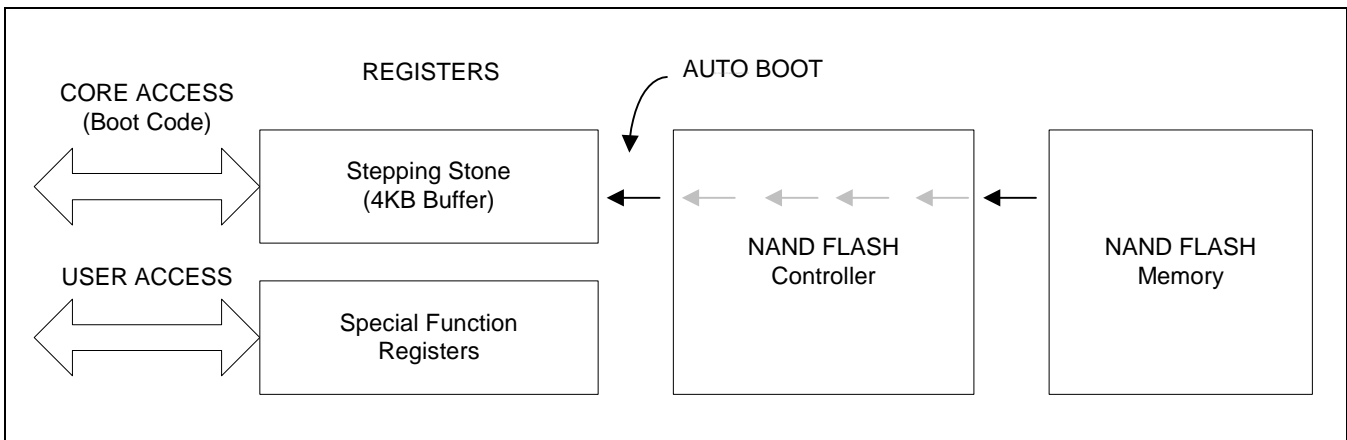 REGISTERS
AUTO BOOT
CORE ACCESS
(Boot Code)
Stepping Stone
(4KB Buffer)
NAND FLASH
Controller
NAND FLASH
Memory
USER ACCESS
Special Function
Registers